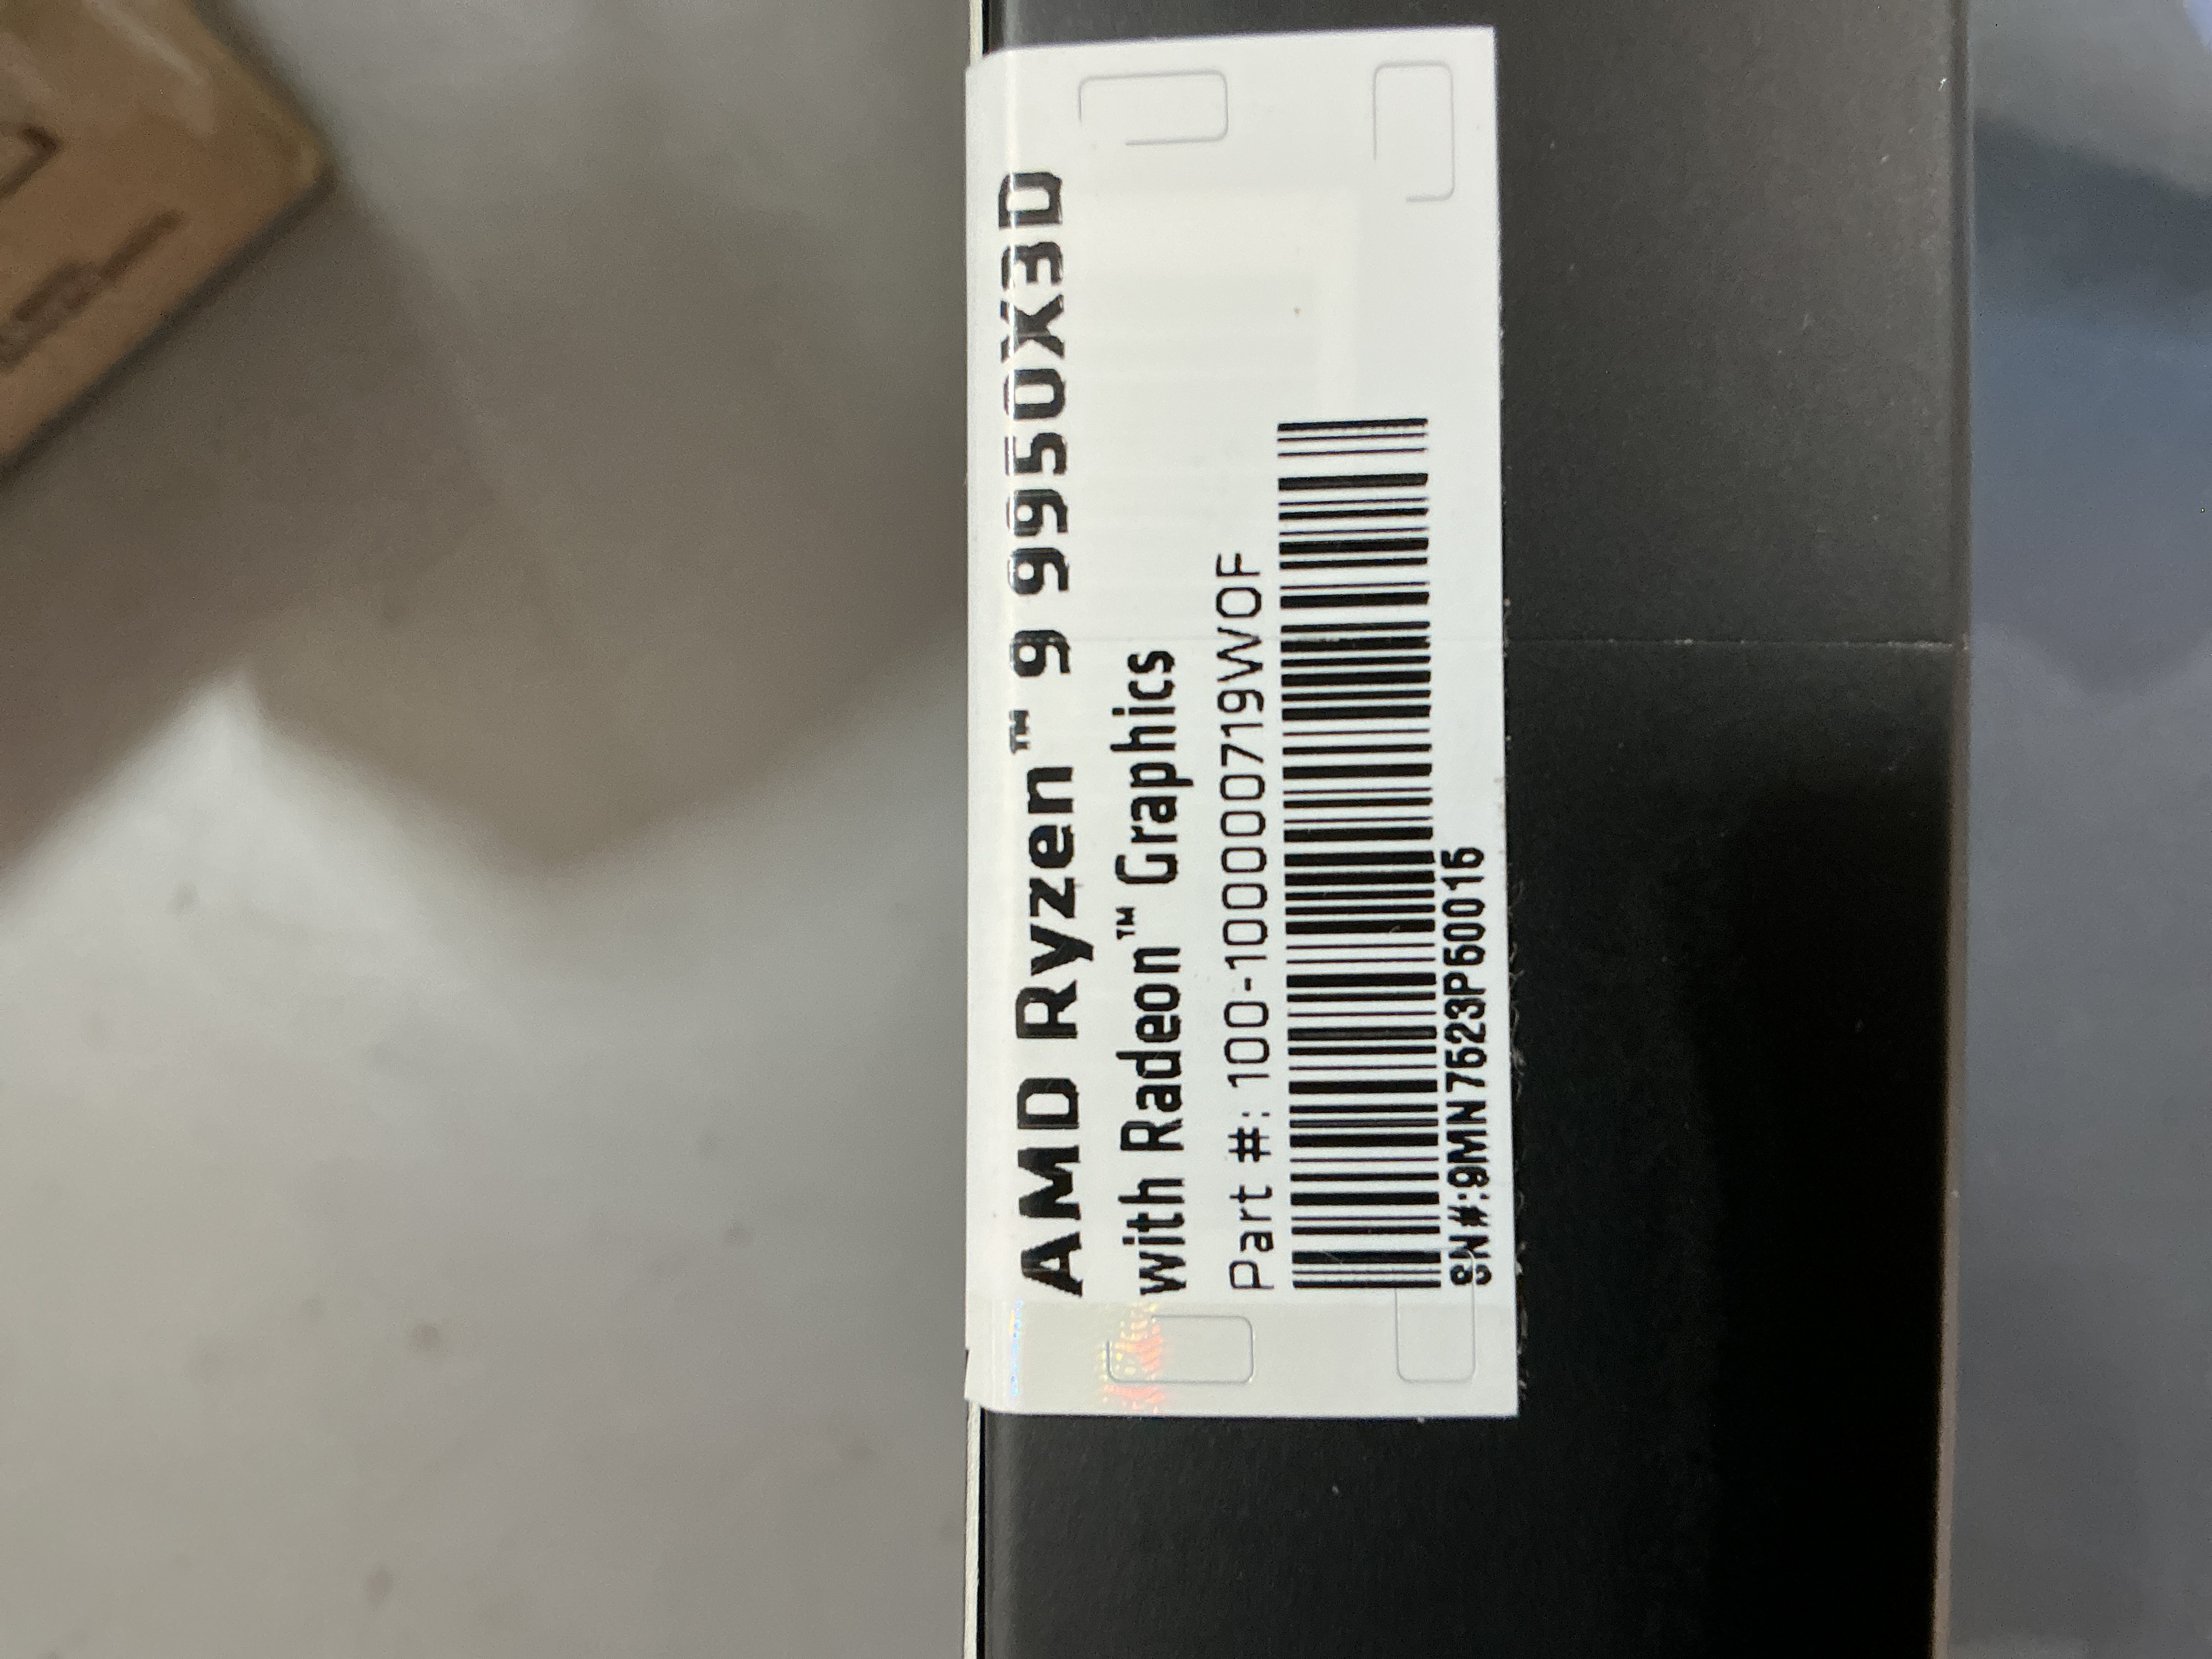 AMD Ryzen™ 9 9950X3D
with Radeon™ Graphics
Part #: 100-100000719WOF
SN#:9MN7623P60016